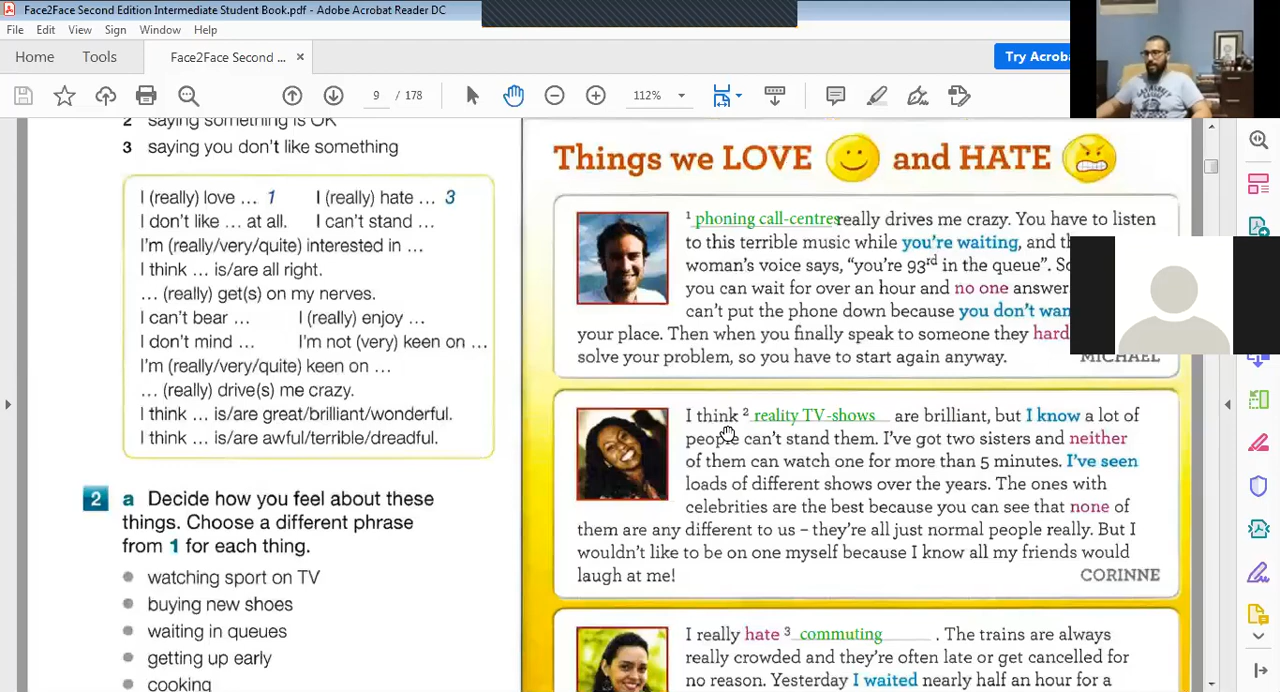 Face2Face Second Edition Intermediate Student Book.pdf - Adobe Acrobat Reader DC
File Edit View Sign Window Help
Home Tools Face2Face Second ... × Try Acroba
9 / 178 112%
2 saying something is OK
3 saying you don't like something
I (really) love ... 1 I (really) hate ... 3
I don't like ... at all. I can't stand ...
I'm (really/very/quite) interested in ...
I think ... is/are all right.
... (really) get(s) on my nerves.
I can't bear ... I (really) enjoy ...
I don't mind ... I'm not (very) keen on ...
I'm (really/very/quite) keen on ...
... (really) drive(s) me crazy.
I think ... is/are great/brilliant/wonderful.
I think ... is/are awful/terrible/dreadful.
2 a Decide how you feel about these
things. Choose a different phrase
from 1 for each thing.
watching sport on TV
buying new shoes
waiting in queues
getting up early
cooking
Things we LOVE and HATE
1 phoning call-centres really drives me crazy. You have to listen
to this terrible music while you're waiting, and th
woman's voice says, "you're 93rd in the queue". So
you can wait for over an hour and no one answer
can't put the phone down because you don't wan
your place. Then when you finally speak to someone they hard
solve your problem, so you have to start again anyway.
MICHAEL
I think 2 reality TV-shows are brilliant, but I know a lot of
people can't stand them. I've got two sisters and neither
of them can watch one for more than 5 minutes. I've seen
loads of different shows over the years. The ones with
celebrities are the best because you can see that none of
them are any different to us – they're all just normal people really. But I
wouldn't like to be on one myself because I know all my friends would
laugh at me! CORINNE
I really hate 3 commuting . The trains are always
really crowded and they're often late or get cancelled for
no reason. Yesterday I waited nearly half an hour for a